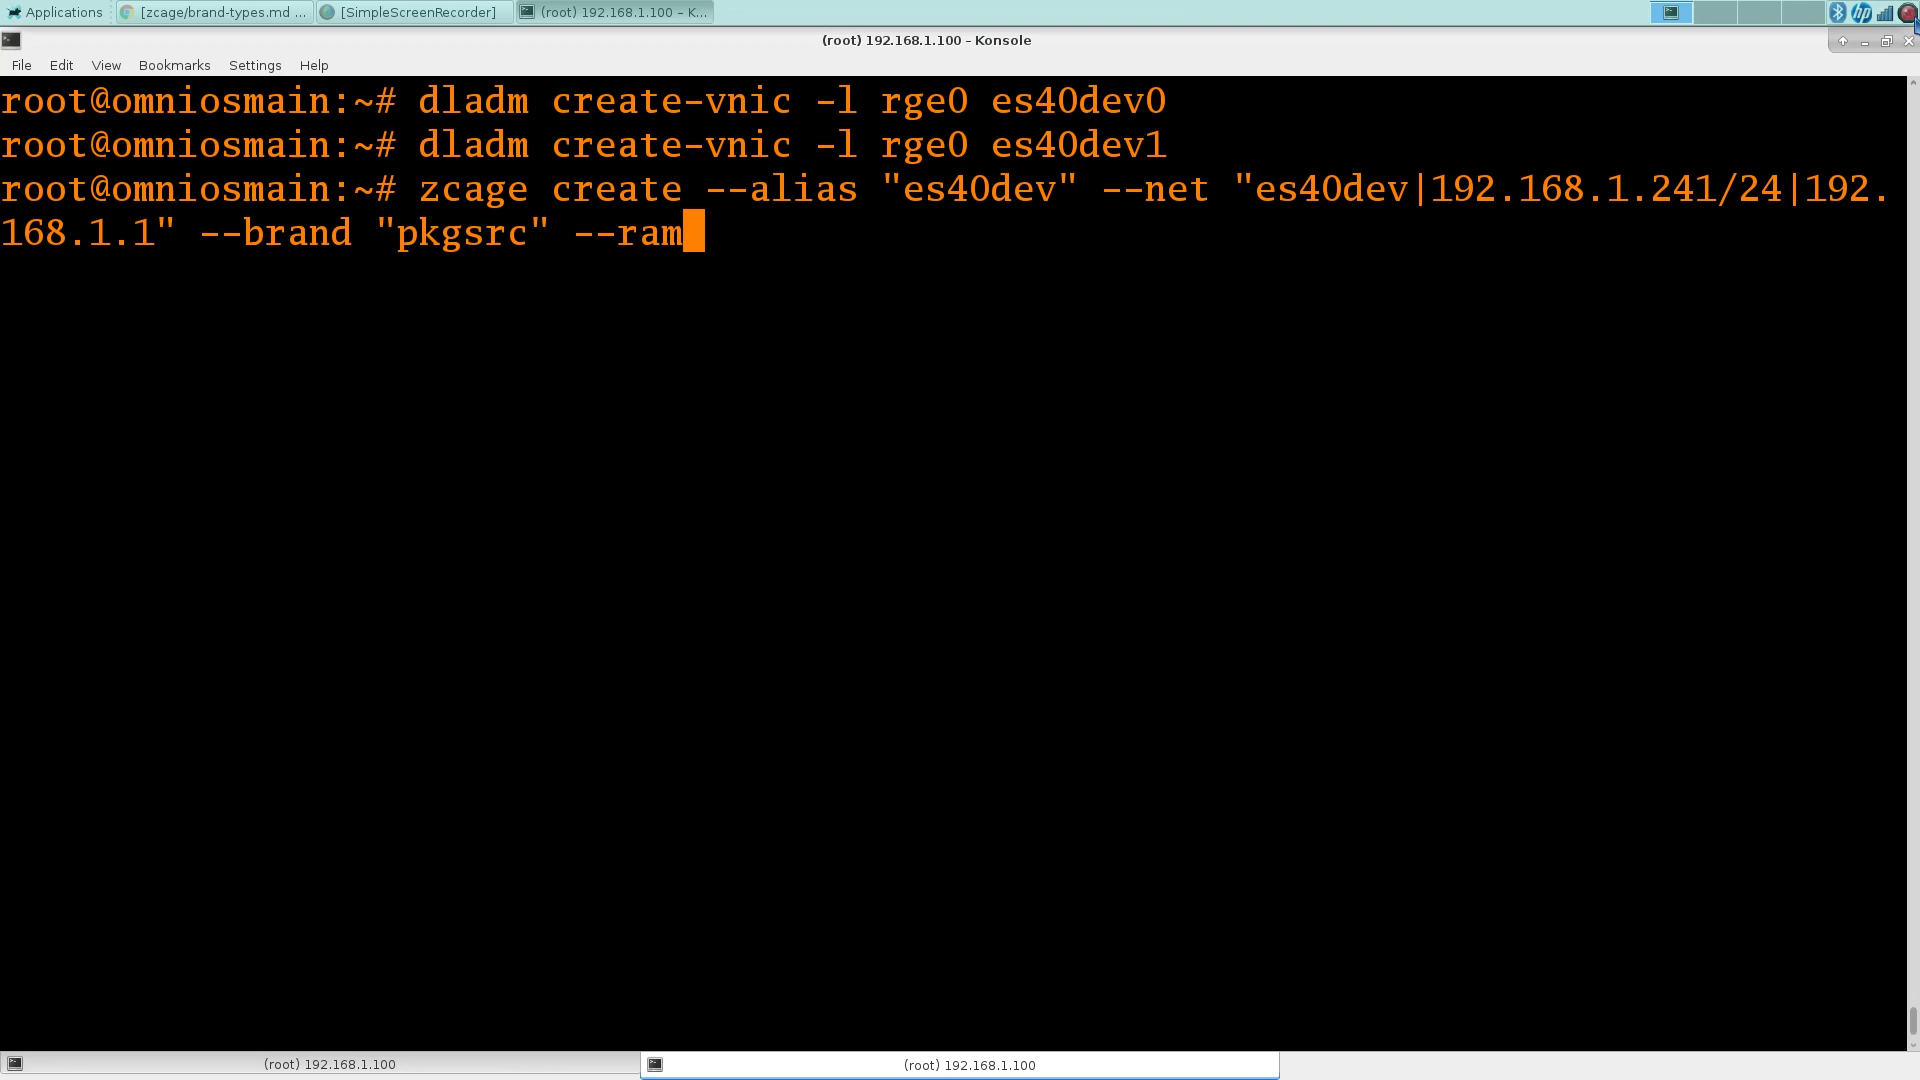 Applications [zcage/brand-types.md ... [SimpleScreenRecorder] (root) 192.168.1.100 – K... hp
(root) 192.168.1.100 – Konsole
File Edit View Bookmarks Settings Help
root@omniosmain:~# dladm create-vnic -l rge0 es40dev0
root@omniosmain:~# dladm create-vnic -l rge0 es40dev1
root@omniosmain:~# zcage create --alias "es40dev" --net "es40dev|192.168.1.241/24|192.
168.1.1" --brand "pkgsrc" --ram
(root) 192.168.1.100 (root) 192.168.1.100